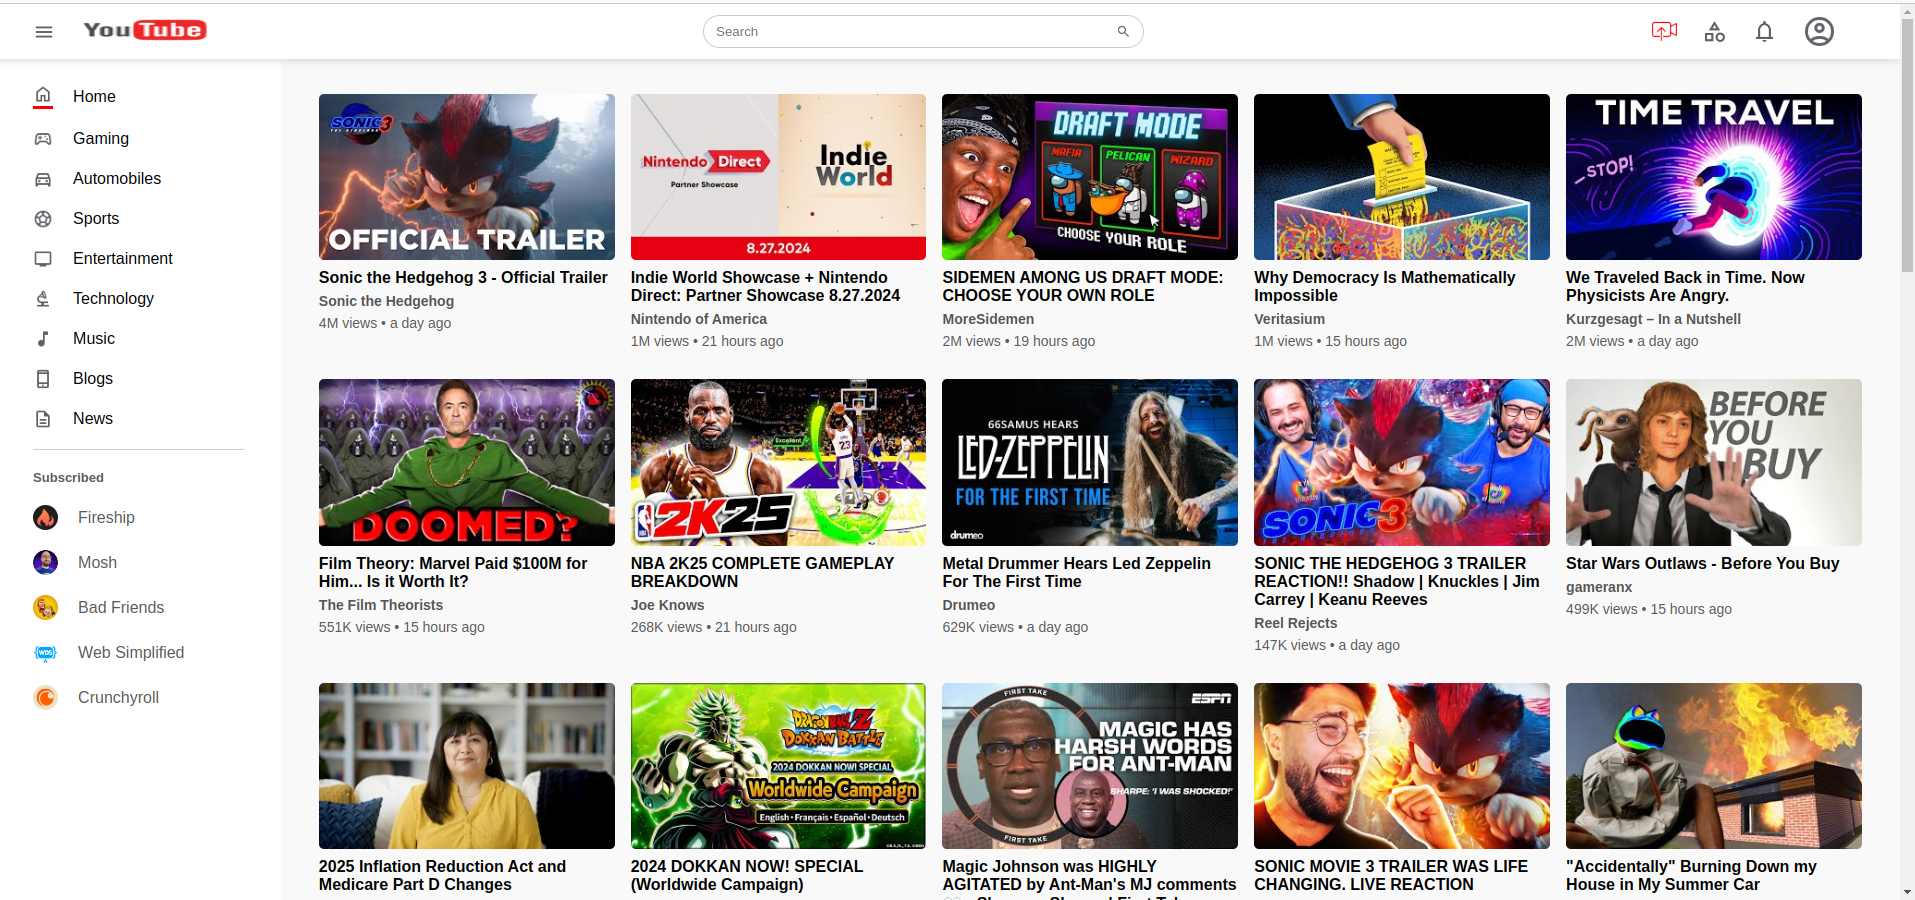 YouTube
Search
Home
Gaming
Automobiles
Sports
Entertainment
Technology
Music
Blogs
News
Subscribed
Fireship
Mosh
Bad Friends
Web Simplified
Crunchyroll
SONIC 3
OFFICIAL TRAILER
Sonic the Hedgehog 3 - Official Trailer
Sonic the Hedgehog
4M views • a day ago
Nintendo Direct
Partner Showcase
Indie World
8.27.2024
Indie World Showcase + Nintendo
Direct: Partner Showcase 8.27.2024
Nintendo of America
1M views • 21 hours ago
DRAFT MODE
MAFIA
PELICAN
WIZARD
CHOOSE YOUR ROLE
SIDEMEN AMONG US DRAFT MODE:
CHOOSE YOUR OWN ROLE
MoreSidemen
2M views • 19 hours ago
Why Democracy Is Mathematically
Impossible
Veritasium
1M views • 15 hours ago
TIME TRAVEL
STOP!
We Traveled Back in Time. Now
Physicists Are Angry.
Kurzgesagt – In a Nutshell
2M views • a day ago
DOOMED?
Film Theory: Marvel Paid $100M for
Him... Is it Worth It?
The Film Theorists
551K views • 15 hours ago
Excellent
23
NBA 2K25
NBA 2K25 COMPLETE GAMEPLAY
BREAKDOWN
Joe Knows
268K views • 21 hours ago
66SAMUS HEARS
LED-ZEPPELIN
FOR THE FIRST TIME
drumeo
Metal Drummer Hears Led Zeppelin
For The First Time
Drumeo
629K views • a day ago
SONIC 3
SONIC THE HEDGEHOG 3 TRAILER
REACTION!! Shadow | Knuckles | Jim
Carrey | Keanu Reeves
Reel Rejects
147K views • a day ago
BEFORE
YOU
BUY
Star Wars Outlaws - Before You Buy
gameranx
499K views • 15 hours ago
2025 Inflation Reduction Act and
Medicare Part D Changes
DRAGONBALL Z
DOKKAN BATTLE
2024 DOKKAN NOW! SPECIAL
Worldwide Campaign
English • Français • Español • Deutsch
2024 DOKKAN NOW! SPECIAL
(Worldwide Campaign)
FIRST TAKE
ESPN
MAGIC HAS
HARSH WORDS
FOR ANT-MAN
SHARPE: 'I WAS SHOCKED!'
FIRST TAKE
Magic Johnson was HIGHLY
AGITATED by Ant-Man's MJ comments
SONIC MOVIE 3 TRAILER WAS LIFE
CHANGING. LIVE REACTION
"Accidentally" Burning Down my
House in My Summer Car